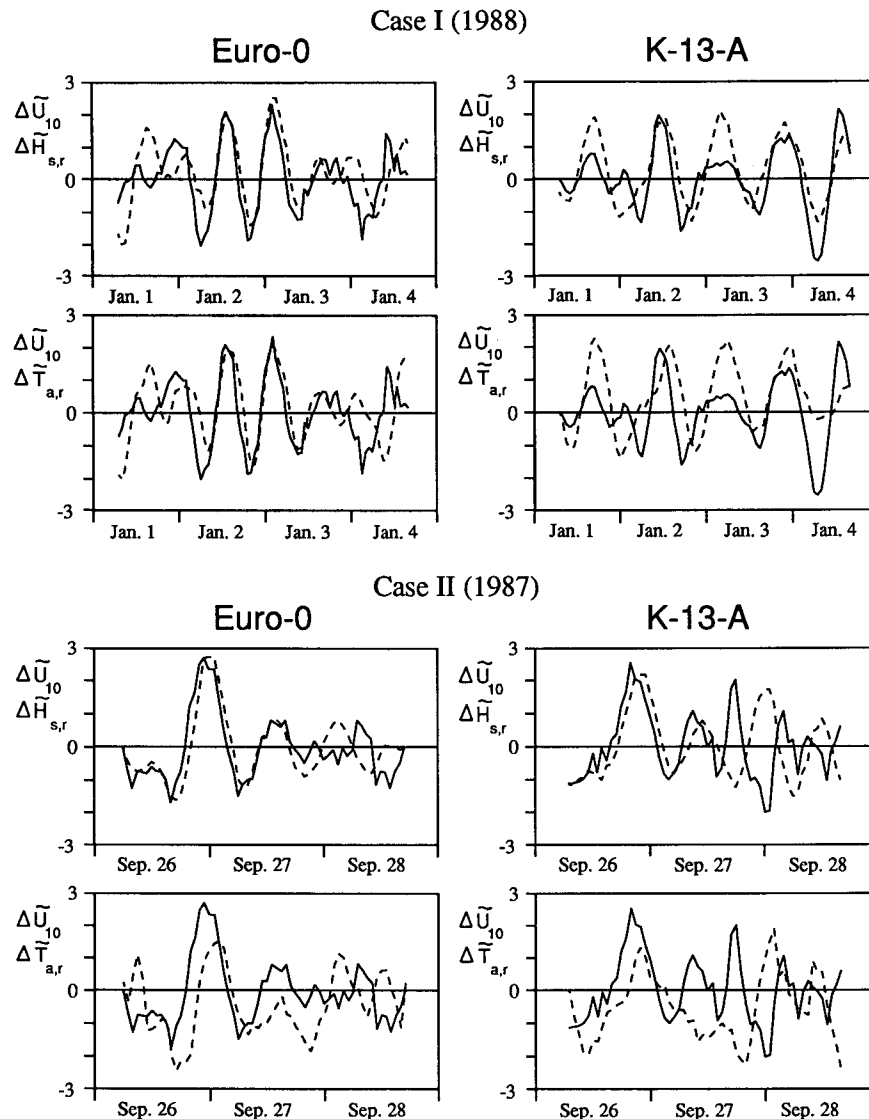 Case I (1988)
Euro-0 K-13-A
3
ΔŨ10
ΔH̃s,r
0
-3
Jan. 1 Jan. 2 Jan. 3 Jan. 4
3
ΔŨ10
ΔH̃s,r
0
-3
Jan. 1 Jan. 2 Jan. 3 Jan. 4
3
ΔŨ10
ΔT̃a,r
0
-3
Jan. 1 Jan. 2 Jan. 3 Jan. 4
3
ΔŨ10
ΔT̃a,r
0
-3
Jan. 1 Jan. 2 Jan. 3 Jan. 4
Case II (1987)
Euro-0 K-13-A
3
ΔŨ10
ΔH̃s,r
0
-3
Sep. 26 Sep. 27 Sep. 28
3
ΔŨ10
ΔH̃s,r
0
-3
Sep. 26 Sep. 27 Sep. 28
3
ΔŨ10
ΔT̃a,r
0
-3
Sep. 26 Sep. 27 Sep. 28
3
ΔŨ10
ΔT̃a,r
0
-3
Sep. 26 Sep. 27 Sep. 28